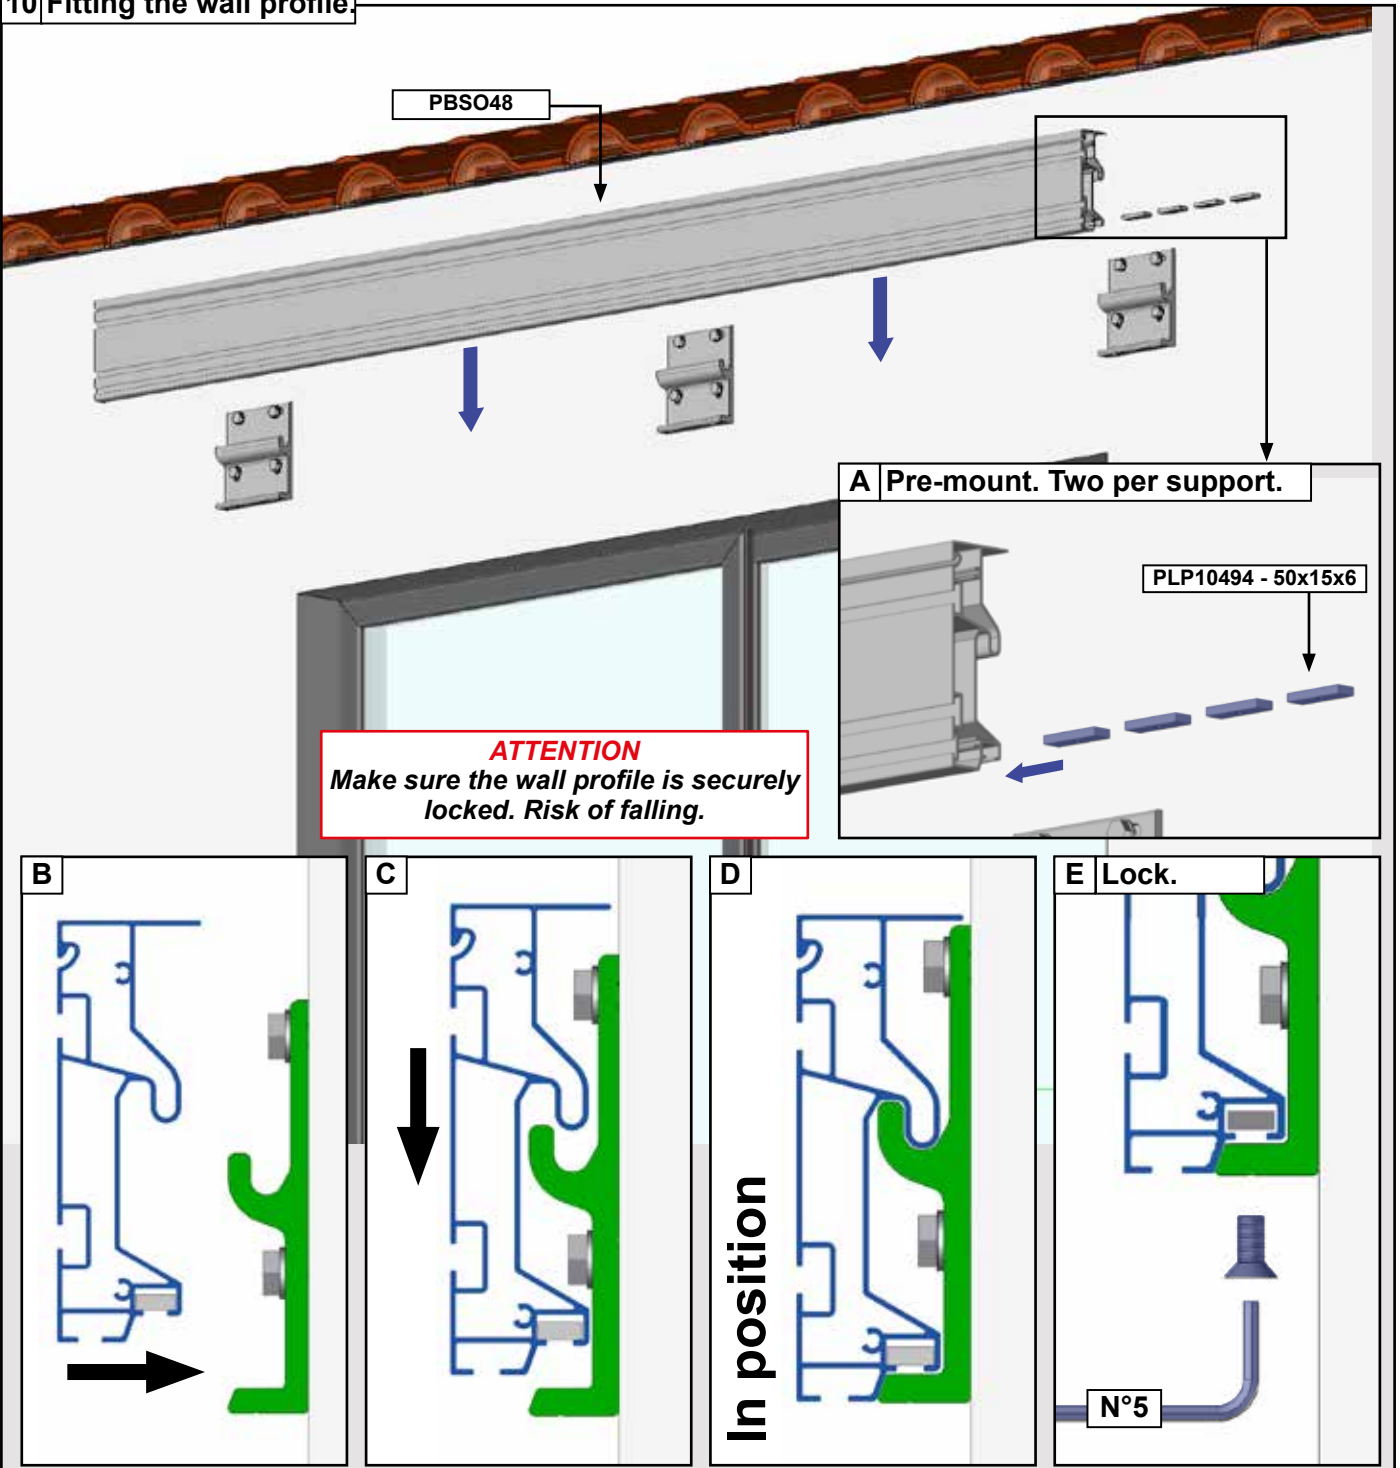 10 Fitting the wall profile.
PBSO48
A Pre-mount. Two per support.
PLP10494 - 50x15x6
ATTENTION
Make sure the wall profile is securely
locked. Risk of falling.
B
C
D
In position
E Lock.
N°5